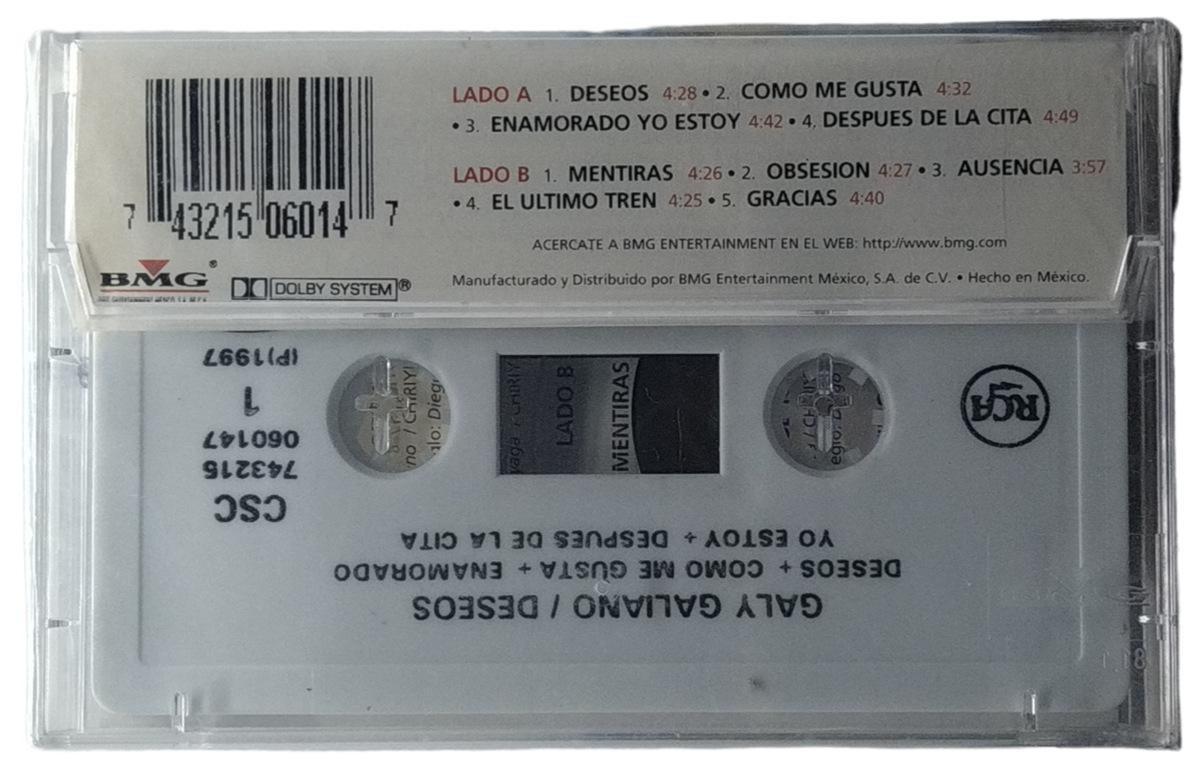 LADO A 1. DESEOS 4:28 • 2. COMO ME GUSTA 4:32
• 3. ENAMORADO YO ESTOY 4:42 • 4. DESPUES DE LA CITA 4:49
LADO B 1. MENTIRAS 4:26 • 2. OBSESION 4:27 • 3. AUSENCIA 3:57
• 4. EL ULTIMO TREN 4:25 • 5. GRACIAS 4:40
ACERCATE A BMG ENTERTAINMENT EN EL WEB: http://www.bmg.com
Manufacturado y Distribuido por BMG Entertainment México, S.A. de C.V. • Hecho en México.
7 43215 06014 7
BMG®
DOLBY SYSTEM®
GALY GALIANO / DESEOS
DESEOS + COMO ME GUSTA + ENAMORADO
YO ESTOY + DESPUES DE LA CITA
CSC
743215
060147
1
(P)1997
RCA
LADO B
MENTIRAS